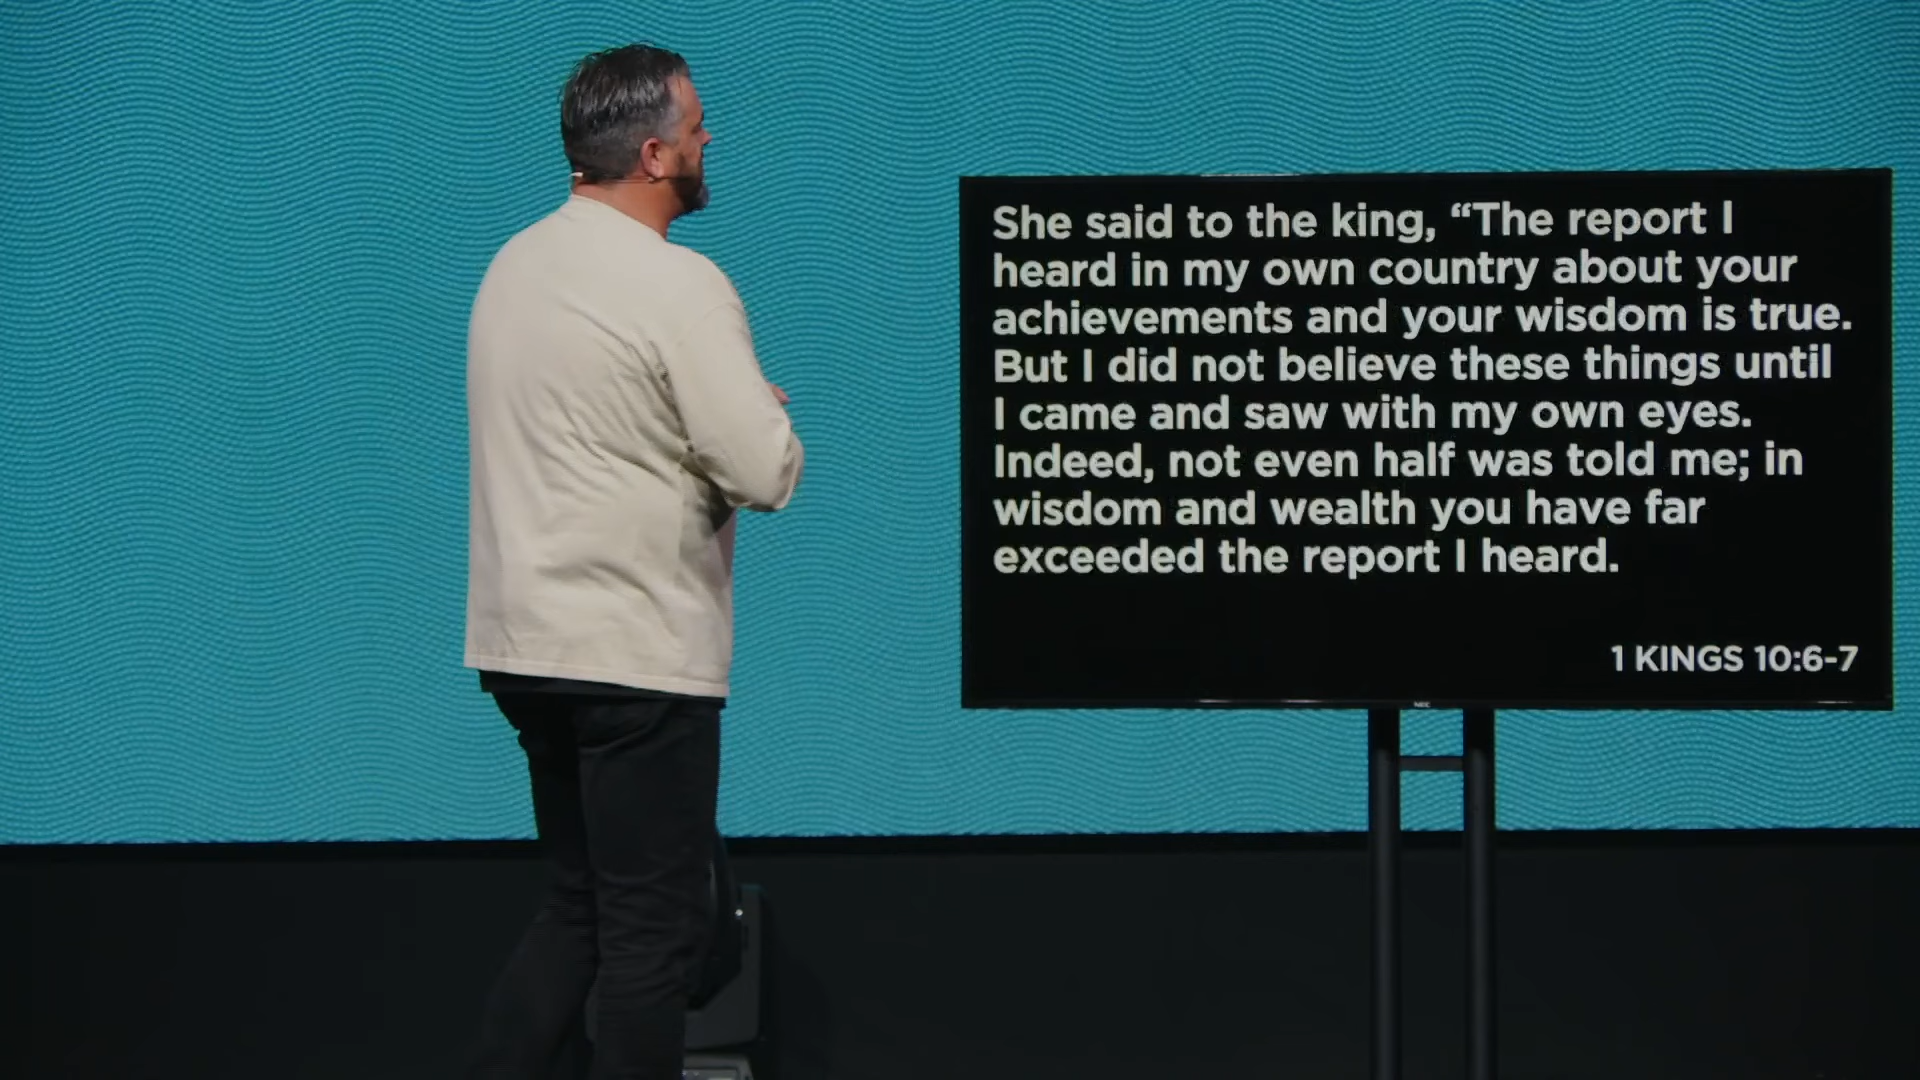 She said to the king, “The report I
heard in my own country about your
achievements and your wisdom is true.
But I did not believe these things until
I came and saw with my own eyes.
Indeed, not even half was told me; in
wisdom and wealth you have far
exceeded the report I heard.
1 KINGS 10:6-7
NEC